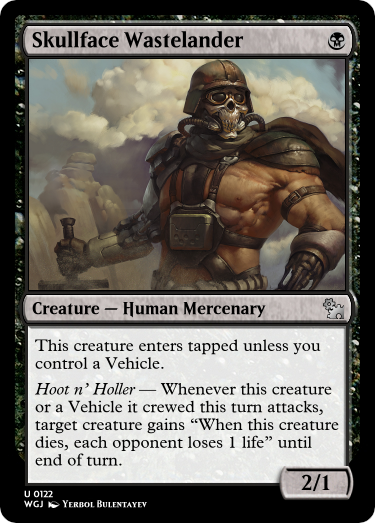 Skullface Wastelander
Creature — Human Mercenary
This creature enters tapped unless you
control a Vehicle.
Hoot n' Holler — Whenever this creature
or a Vehicle it crewed this turn attacks,
target creature gains “When this creature
dies, each opponent loses 1 life” until
end of turn.
2/1
U 0122
WGJ Yerbol Bulentayev